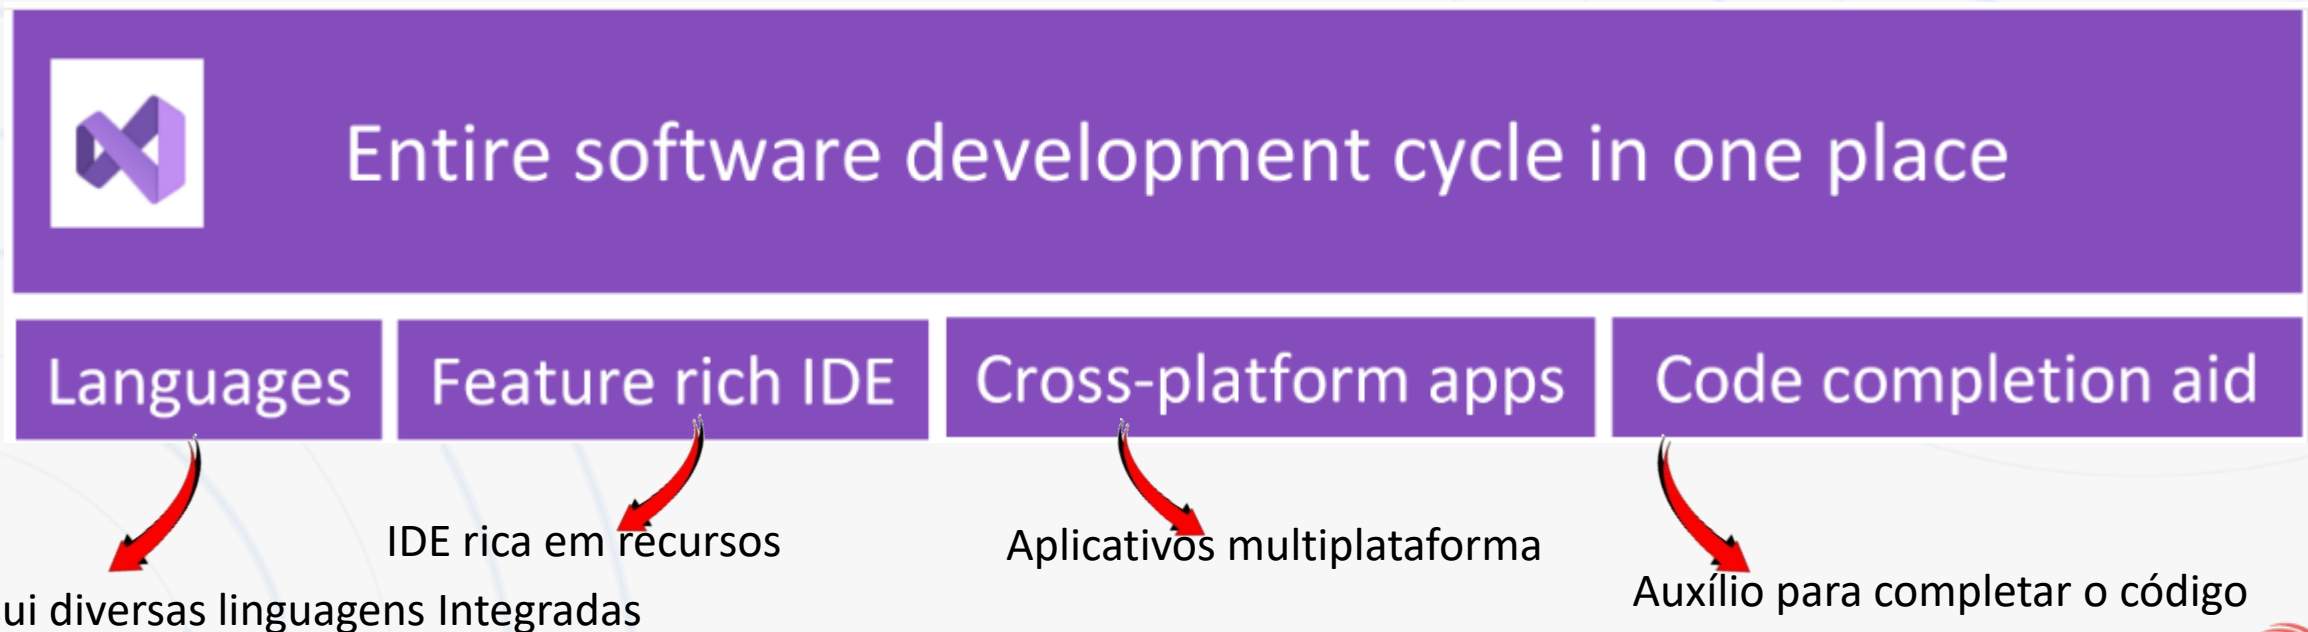 Entire software development cycle in one place
Languages
Feature rich IDE
Cross-platform apps
Code completion aid
IDE rica em recursos
Aplicativos multiplataforma
Auxílio para completar o código
ui diversas linguagens Integradas